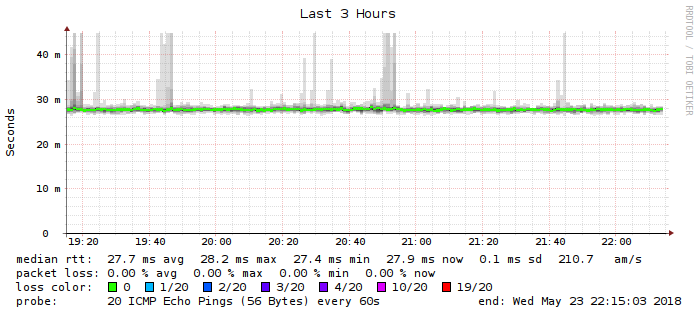 Last 3 Hours
RRDTOOL / TOBI OETIKER
Seconds
40 m
30 m
20 m
10 m
0
19:20 19:40 20:00 20:20 20:40 21:00 21:20 21:40 22:00
median rtt: 27.7 ms avg 28.2 ms max 27.4 ms min 27.9 ms now 0.1 ms sd 210.7 am/s
packet loss: 0.00 % avg 0.00 % max 0.00 % min 0.00 % now
loss color: 0 1/20 2/20 3/20 4/20 10/20 19/20
probe: 20 ICMP Echo Pings (56 Bytes) every 60s end: Wed May 23 22:15:03 2018